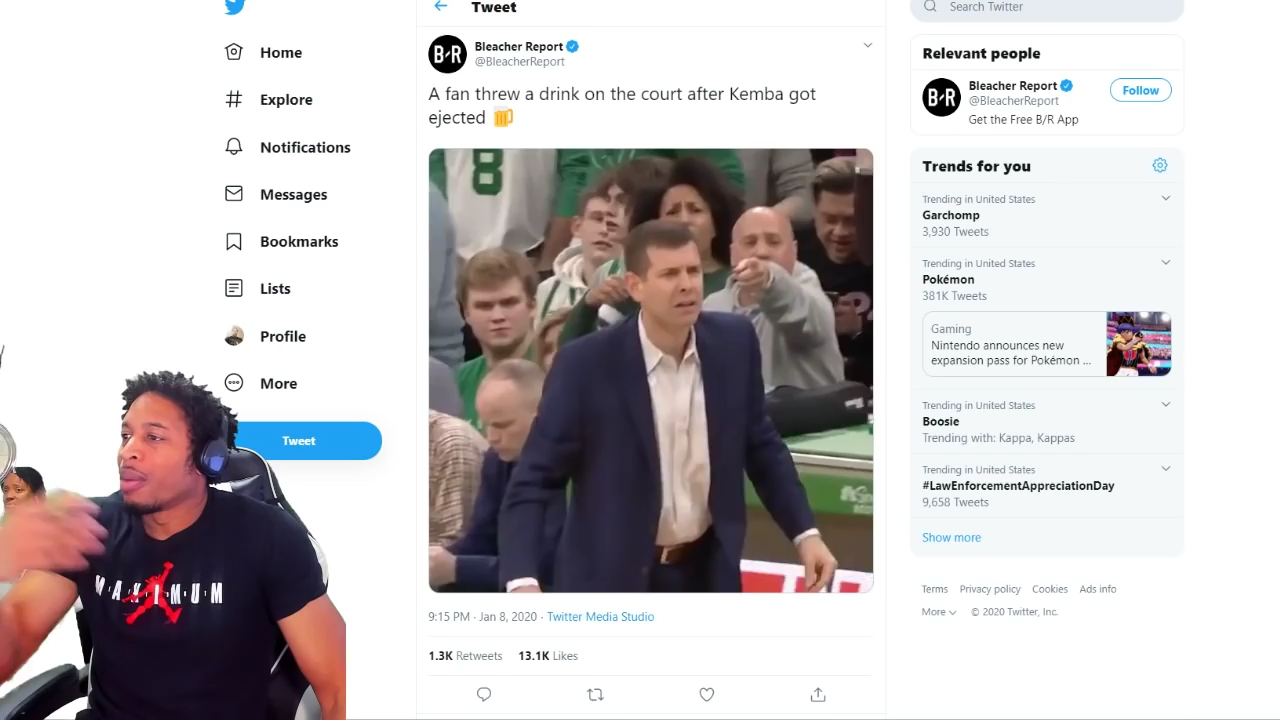 Tweet
Search Twitter
Home
Explore
Notifications
Messages
Bookmarks
Lists
Profile
More
Tweet
B/R
Bleacher Report
@BleacherReport
A fan threw a drink on the court after Kemba got
ejected 🍺
8
9:15 PM · Jan 8, 2020 · Twitter Media Studio
1.3K Retweets 13.1K Likes
Relevant people
B/R
Bleacher Report
@BleacherReport
Follow
Get the Free B/R App
Trends for you
Trending in United States
Garchomp
3,930 Tweets
Trending in United States
Pokémon
381K Tweets
Gaming
Nintendo announces new
expansion pass for Pokémon ...
Trending in United States
Boosie
Trending with: Kappa, Kappas
Trending in United States
#LawEnforcementAppreciationDay
9,658 Tweets
Show more
Terms Privacy policy Cookies Ads info
More © 2020 Twitter, Inc.
MAXIMUM